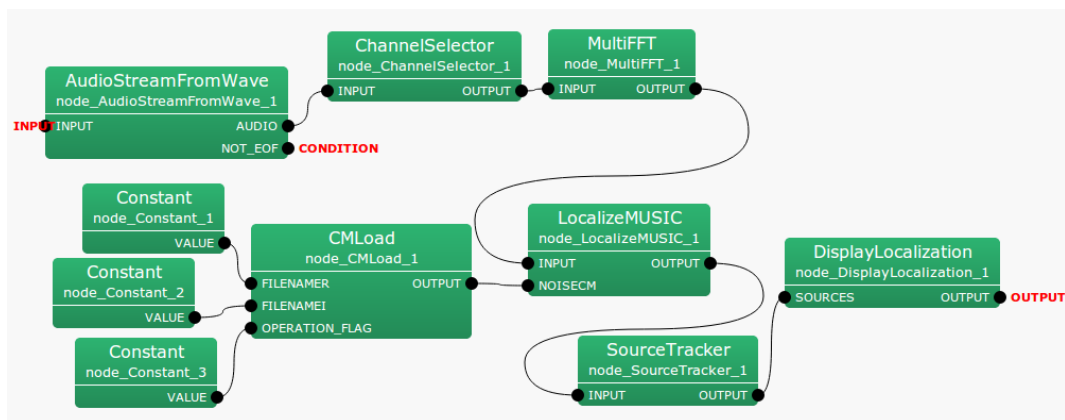 AudioStreamFromWave
node_AudioStreamFromWave_1
INPUT INPUT AUDIO
NOT_EOF CONDITION
ChannelSelector
node_ChannelSelector_1
INPUT OUTPUT
MultiFFT
node_MultiFFT_1
INPUT OUTPUT
Constant
node_Constant_1
VALUE
Constant
node_Constant_2
VALUE
Constant
node_Constant_3
VALUE
CMLoad
node_CMLoad_1
FILENAMER OUTPUT
FILENAMEI
OPERATION_FLAG
LocalizeMUSIC
node_LocalizeMUSIC_1
INPUT OUTPUT
NOISECM
SourceTracker
node_SourceTracker_1
INPUT OUTPUT
DisplayLocalization
node_DisplayLocalization_1
SOURCES OUTPUT OUTPUT